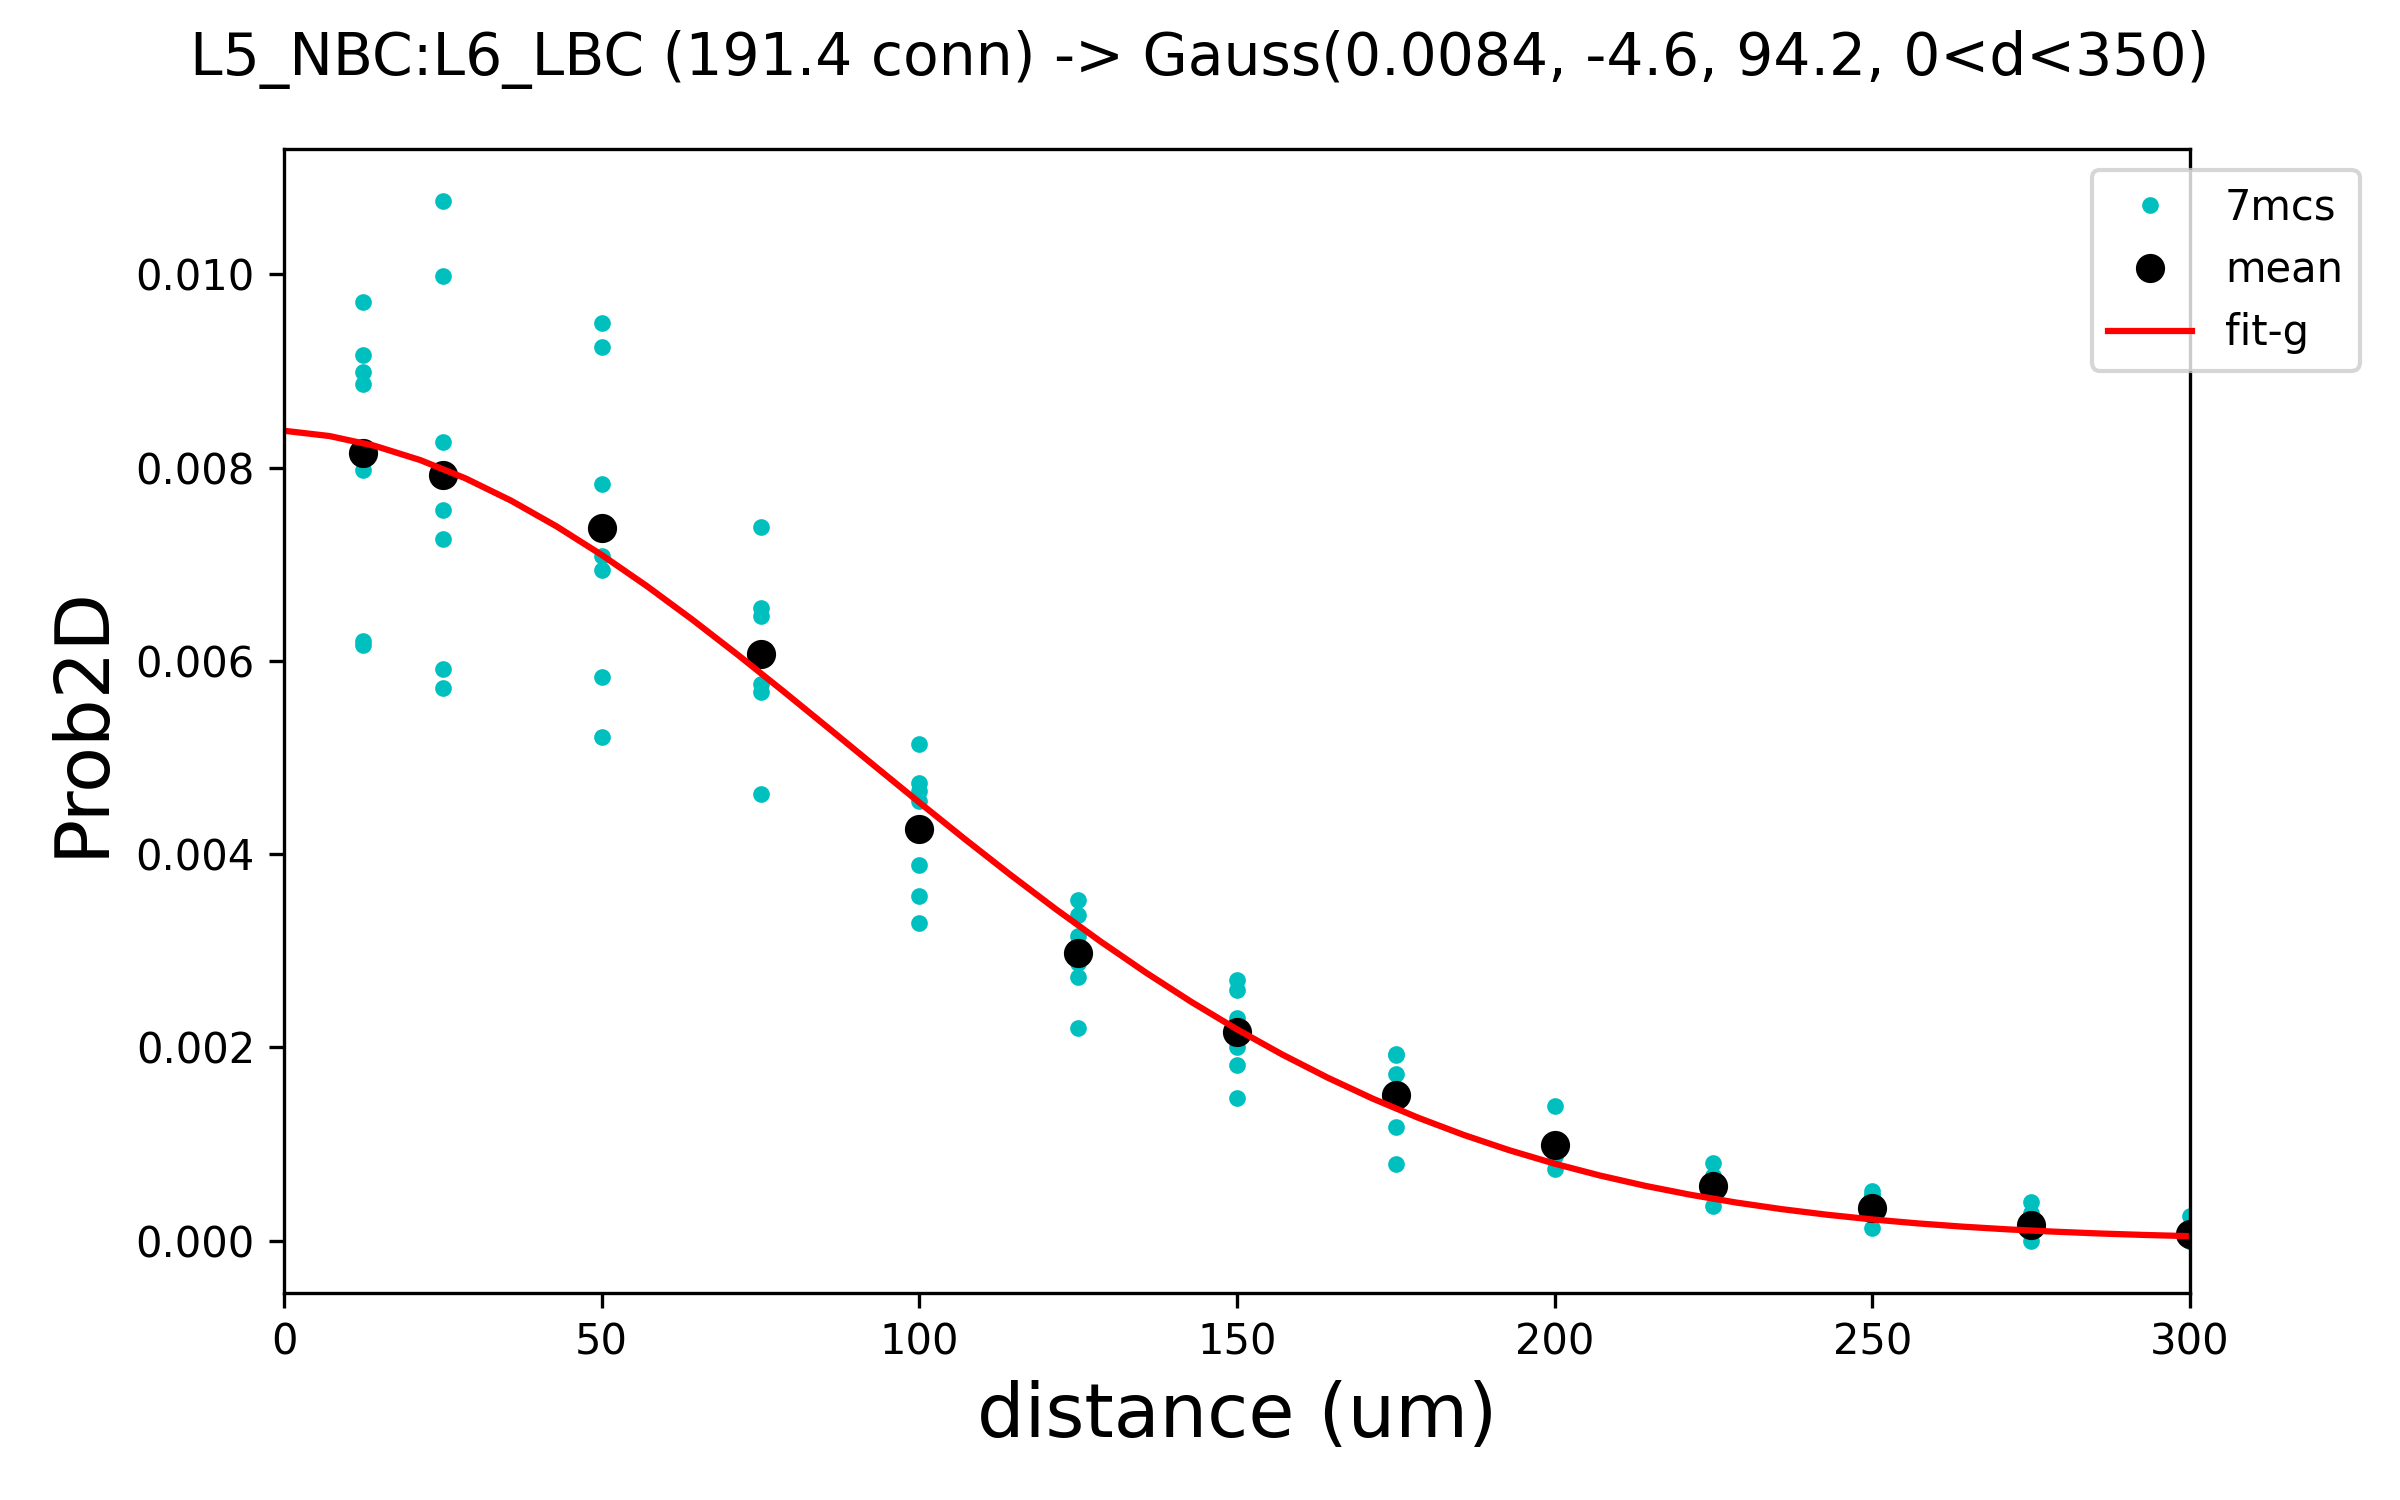 L5_NBC:L6_LBC (191.4 conn) -> Gauss(0.0084, -4.6, 94.2, 0<d<350)
7mcs
mean
fit-g
Prob2D
0.010
0.008
0.006
0.004
0.002
0.000
0 50 100 150 200 250 300
distance (um)